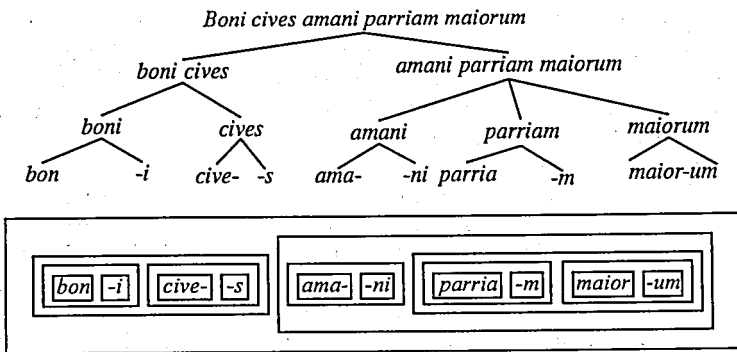 Boni cives amani parriam maiorum
boni cives amani parriam maiorum
boni cives amani parriam maiorum
bon -i cive- -s ama- -ni parria -m maior-um
bon -i cive- -s ama- -ni parria -m maior -um